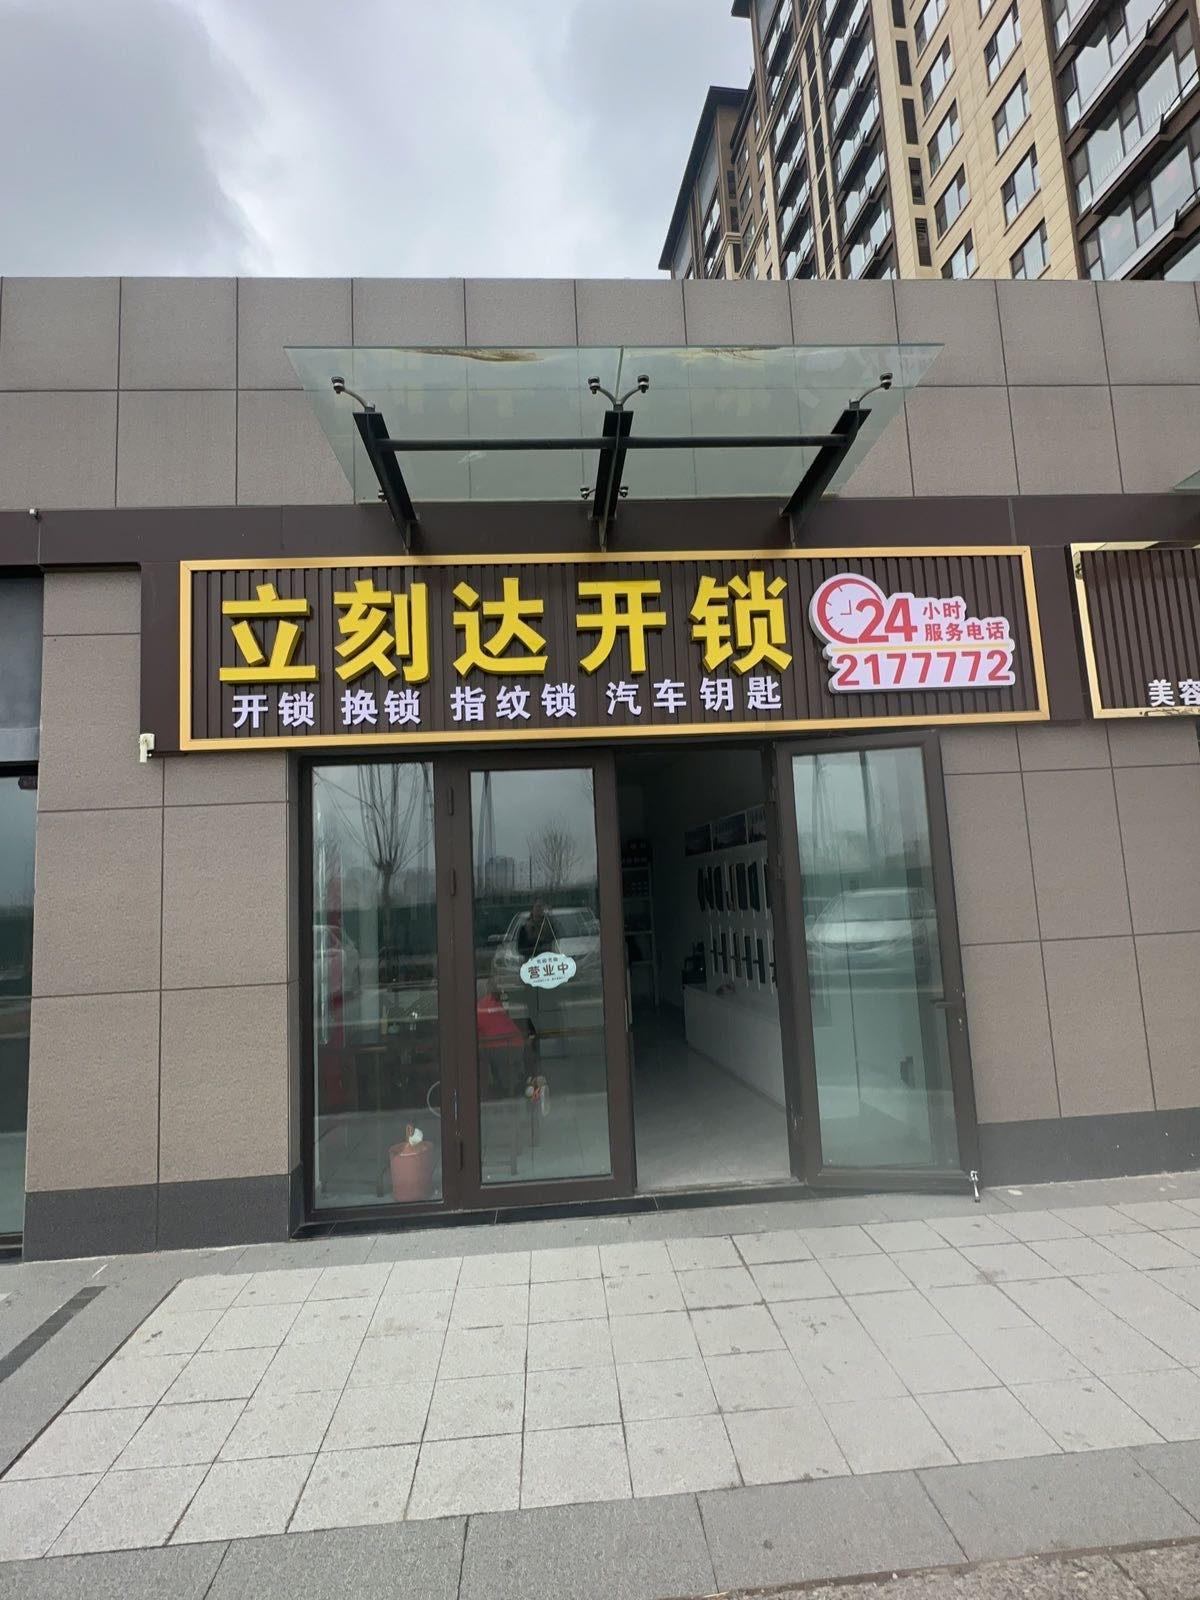 立刻达开锁
开锁 换锁 指纹锁 汽车钥匙
24小时
服务电话
2177772
美容
营业中